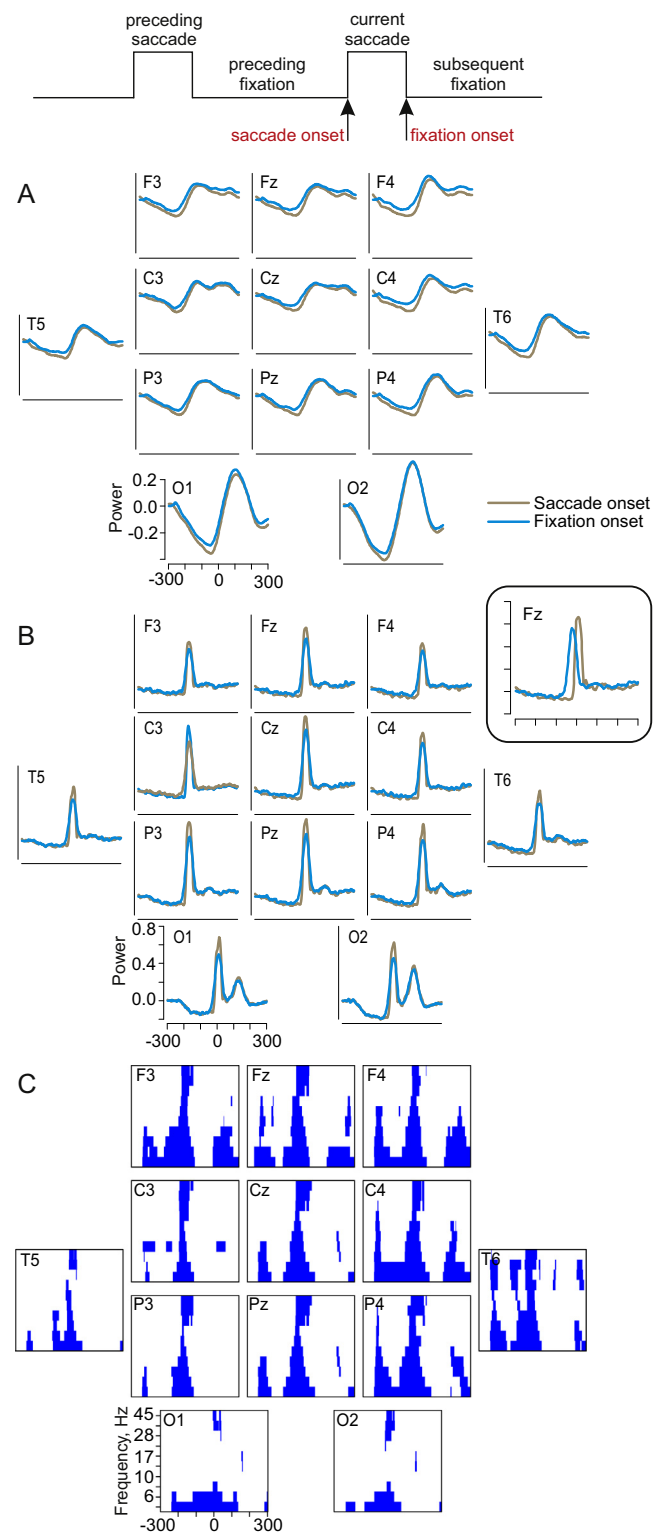 preceding
saccade
preceding
fixation
current
saccade
subsequent
fixation
saccade onset
fixation onset
A
F3
Fz
F4
C3
Cz
C4
T5
T6
P3
Pz
P4
O1
O2
Power
0.2
0.0
-0.2
-300
0
300
Saccade onset
Fixation onset
B
F3
Fz
F4
Fz
C3
Cz
C4
T5
T6
P3
Pz
P4
O1
O2
Power
0.8
0.4
0.0
-300
0
300
C
F3
Fz
F4
C3
Cz
C4
T5
T6
P3
Pz
P4
O1
O2
Frequency, Hz
45
28
17
10
6
-300
0
300